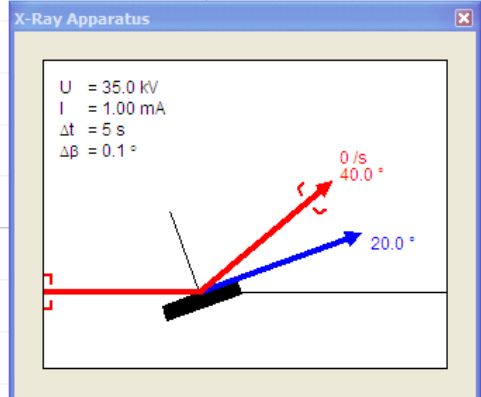 X-Ray Apparatus
U = 35.0 kV
I = 1.00 mA
Δt = 5 s
Δβ = 0.1 °
0 /s
40.0 °
20.0 °